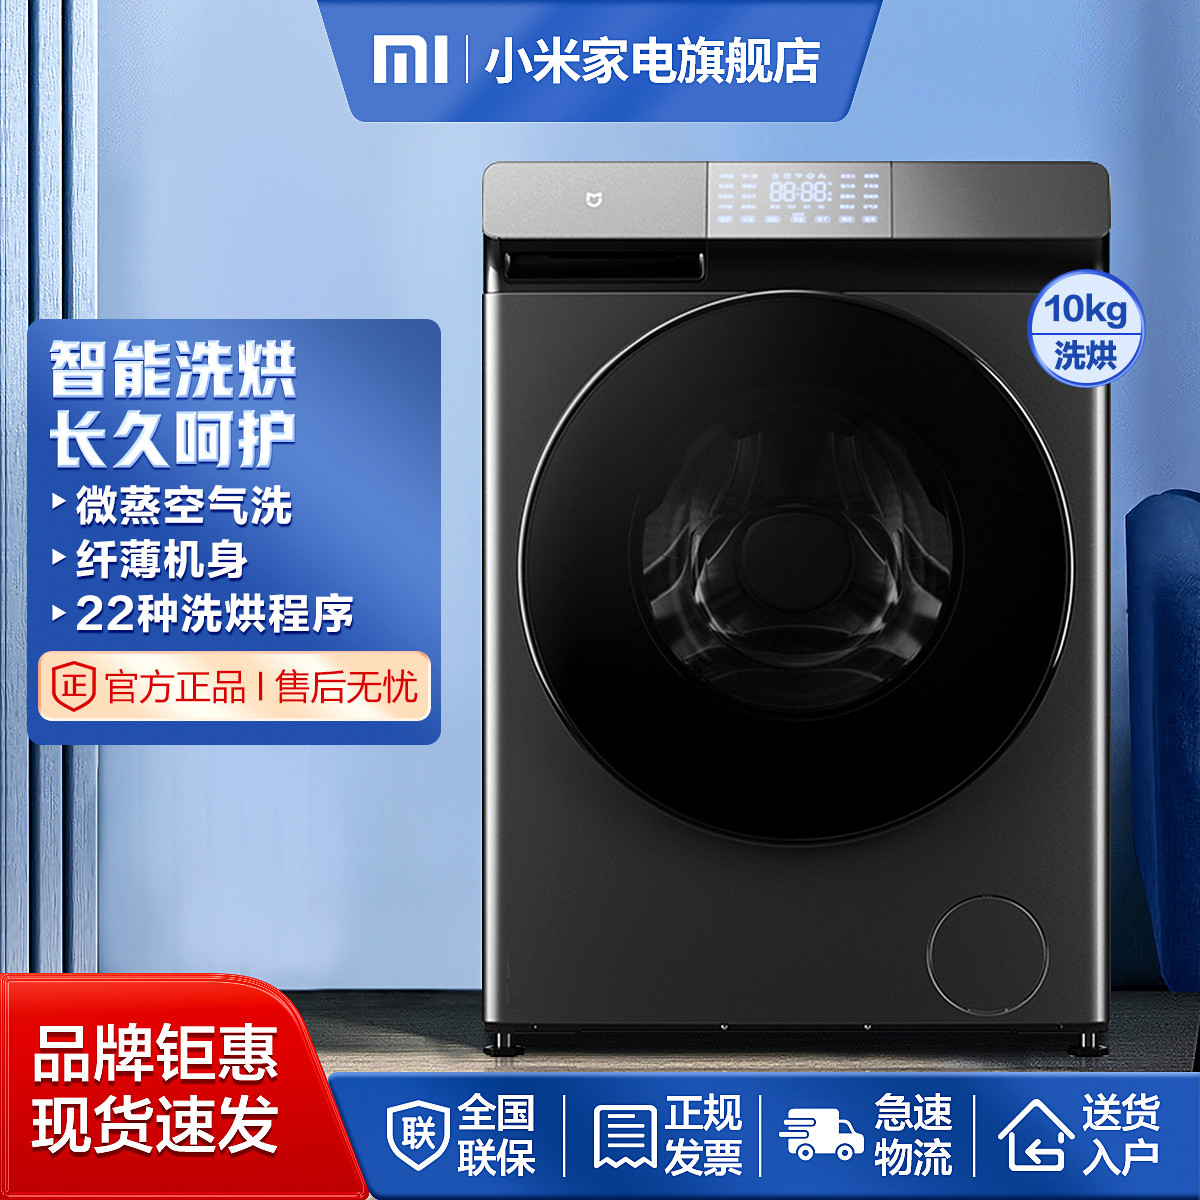 MI | 小米家电旗舰店
88:88
10kg
洗烘
智能洗烘
长久呵护
微蒸空气洗
纤薄机身
22种洗烘程序
正 官方正品 | 售后无忧
品牌钜惠
现货速发
联 全国联保
正规发票
急速物流
送货入户